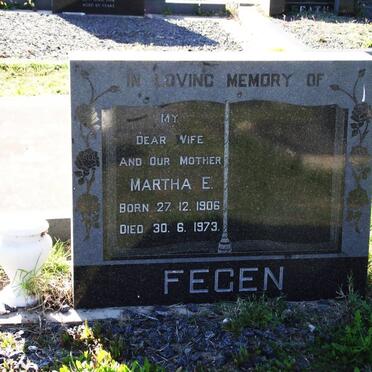 IN LOVING MEMORY OF
MY
DEAR WIFE
AND OUR MOTHER
MARTHA E.
BORN 27. 12. 1906
DIED 30. 6. 1973.
FEGEN